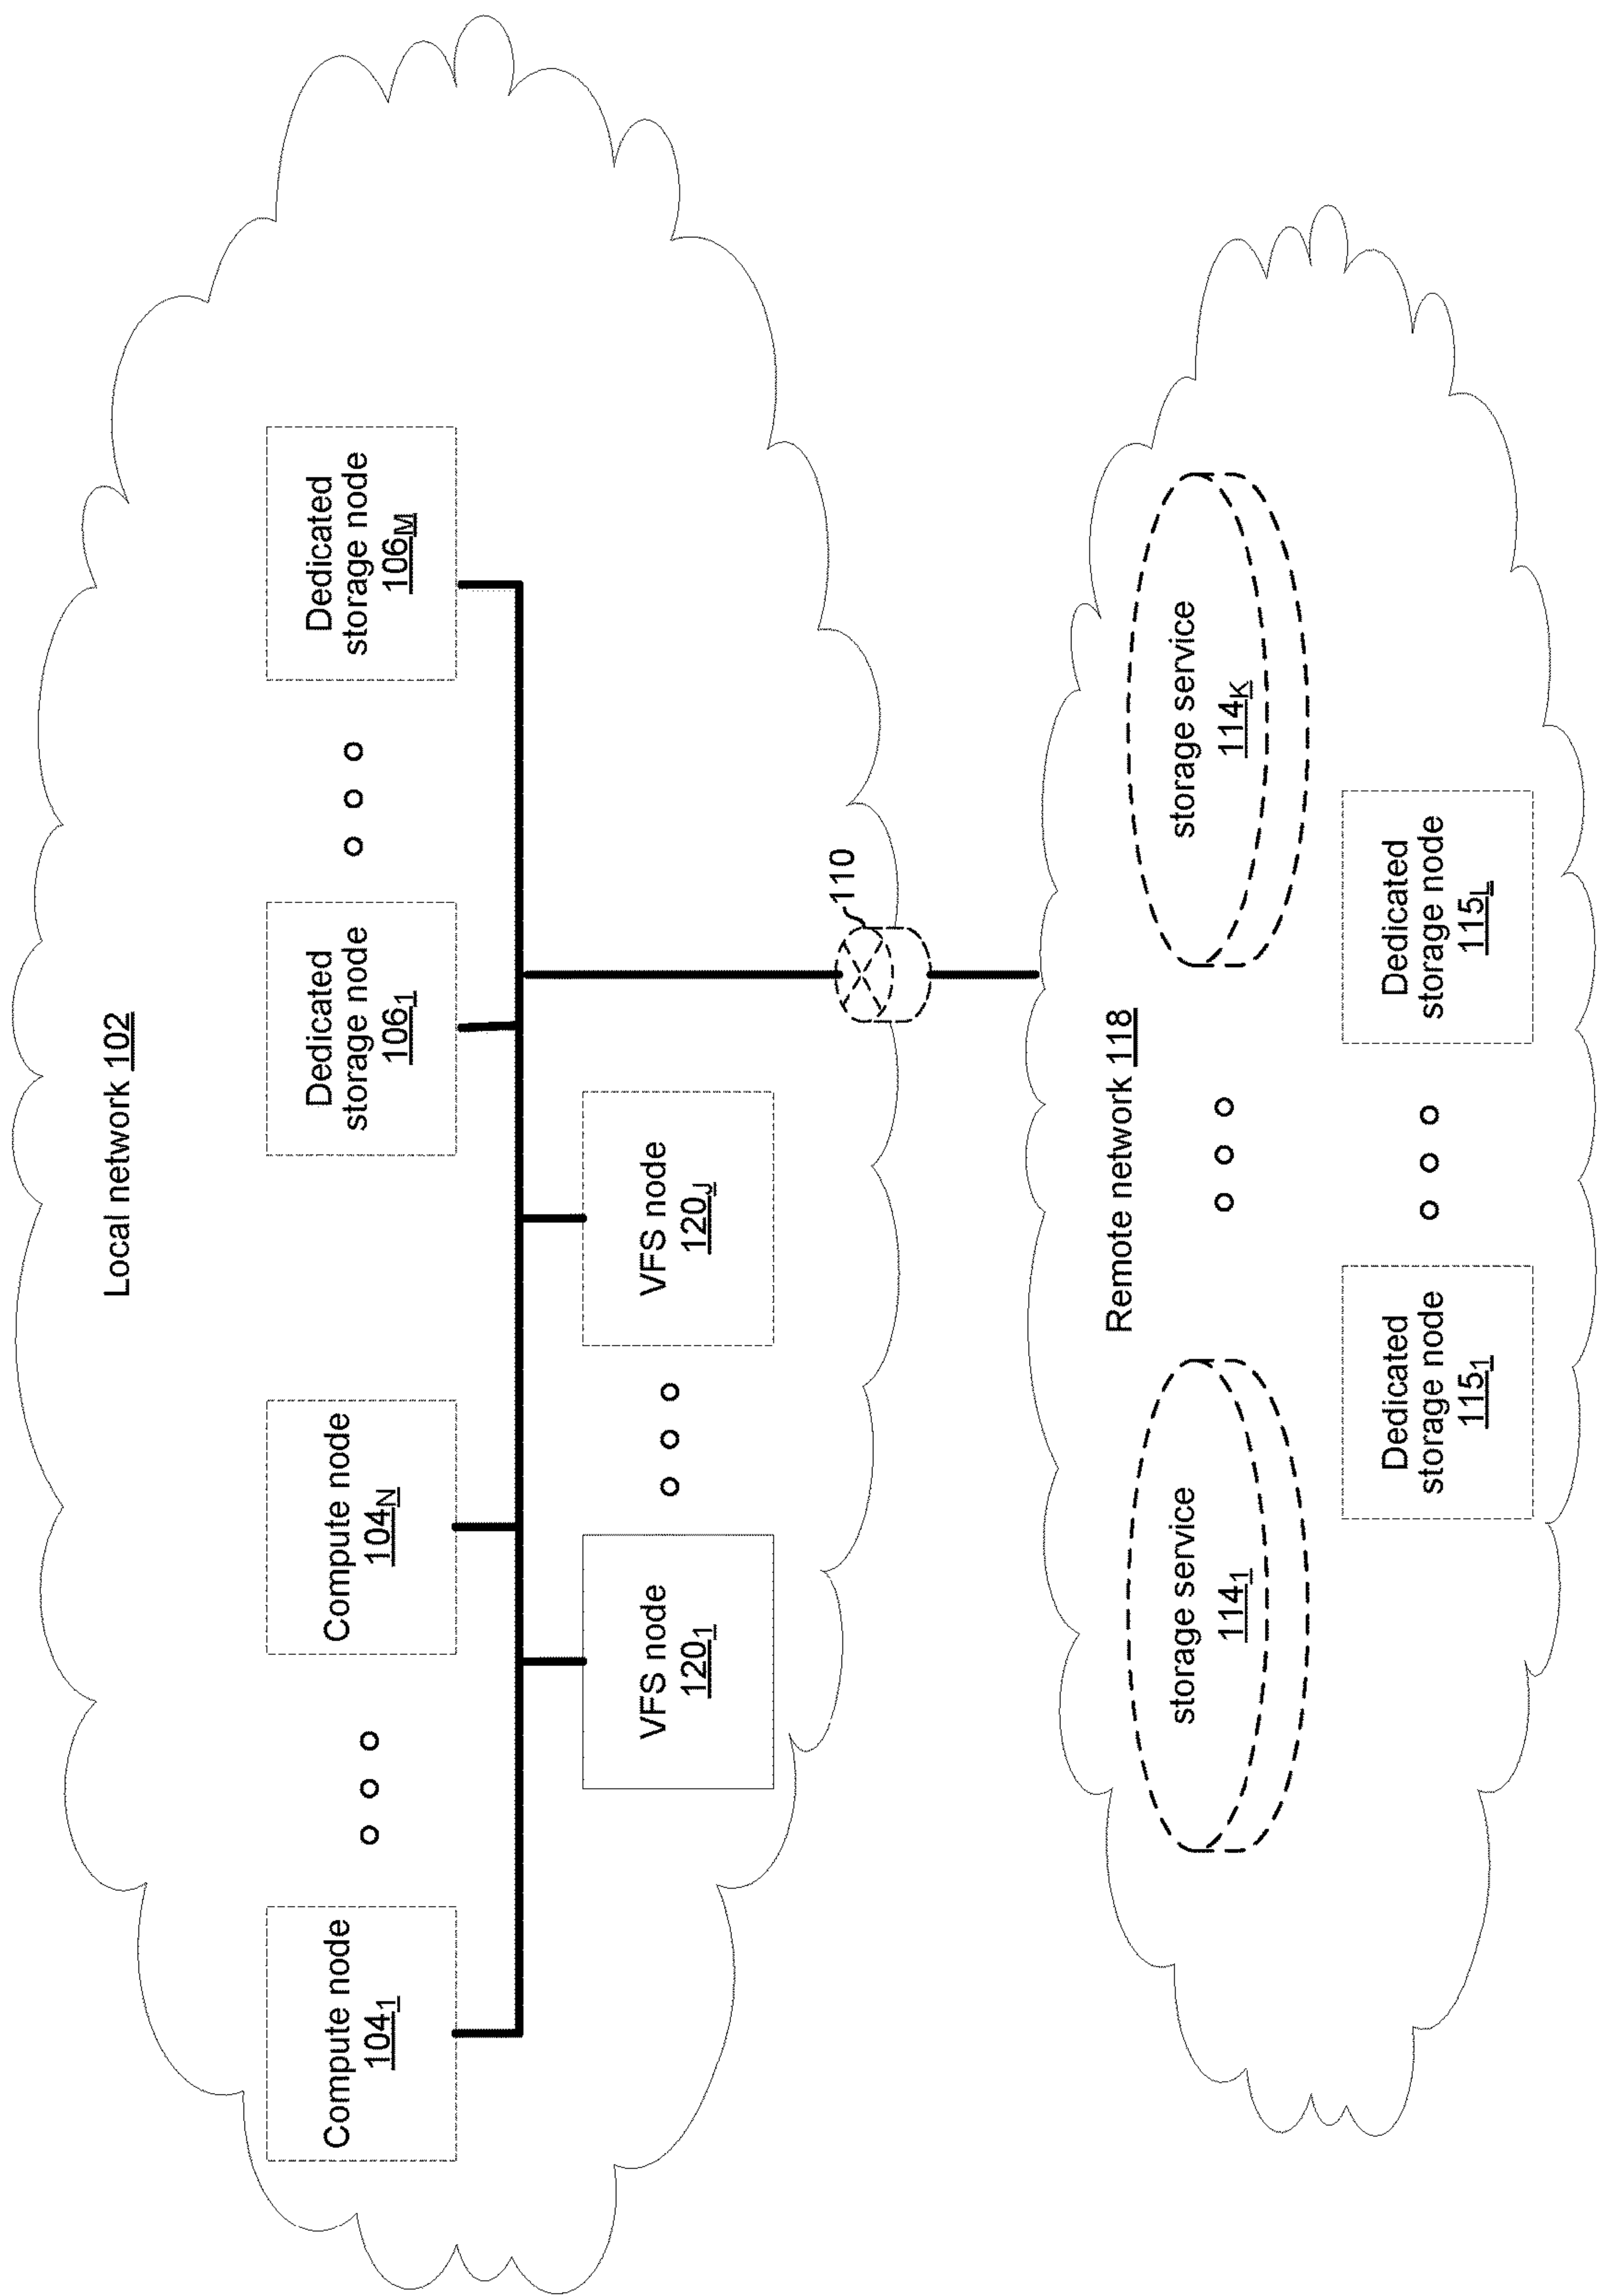 Local network 102
Compute node
104₁
Compute node
104N
Dedicated
storage node
106₁
Dedicated
storage node
106M
VFS node
120₁
VFS node
120J
110
Remote network 118
storage service
114₁
storage service
114K
Dedicated
storage node
115₁
Dedicated
storage node
115L